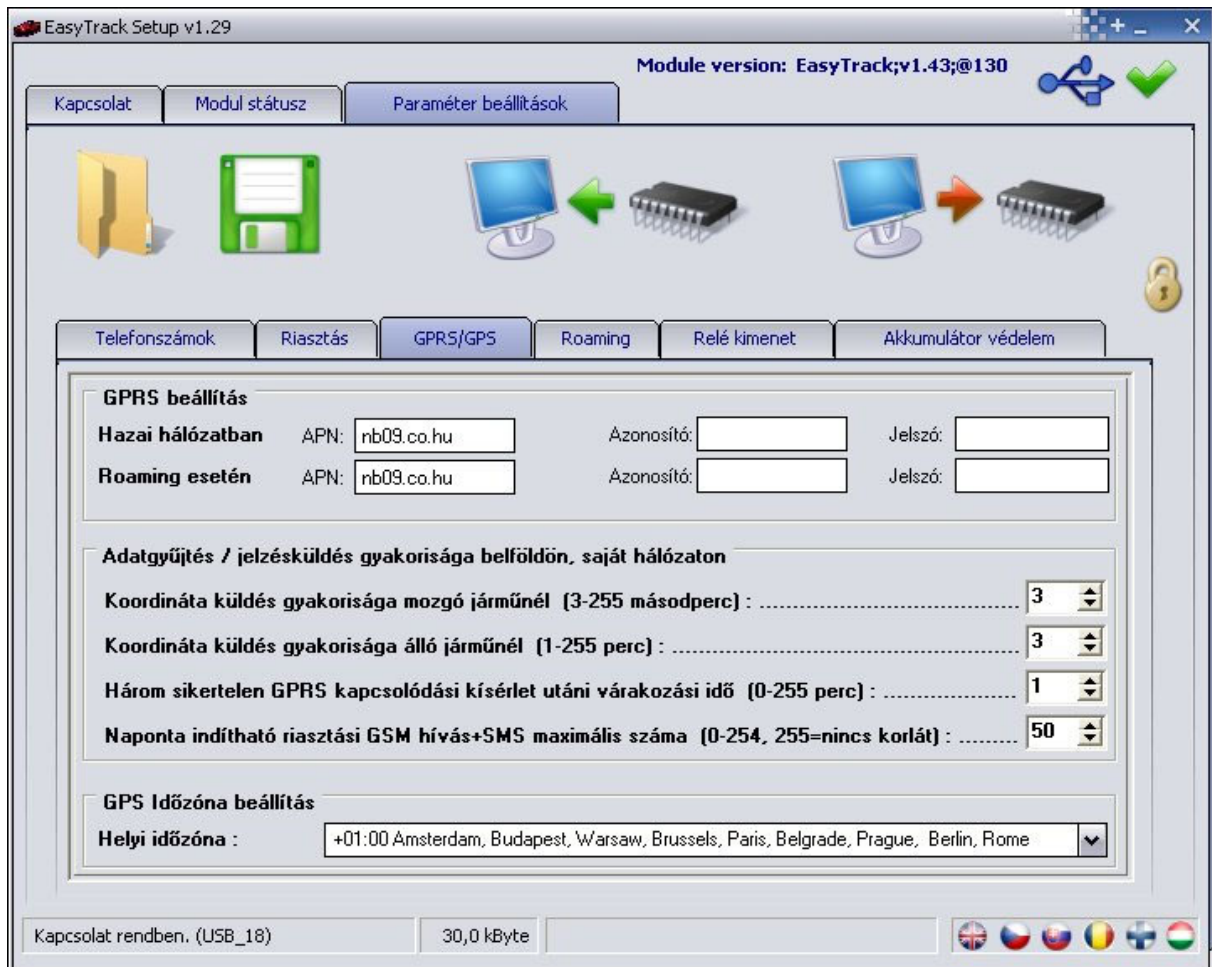 EasyTrack Setup v1.29
Module version: EasyTrack;v1.43;@130
Kapcsolat Modul státusz Paraméter beállítások
Telefonszámok Riasztás GPRS/GPS Roaming Relé kimenet Akkumulátor védelem
GPRS beállítás
Hazai hálózatban APN: nb09.co.hu Azonosító: Jelszó:
Roaming esetén APN: nb09.co.hu Azonosító: Jelszó:
Adatgyűjtés / jelzésküldés gyakorisága belföldön, saját hálózaton
Koordináta küldés gyakorisága mozgó járműnél (3-255 másodperc) : ........................................ 3
Koordináta küldés gyakorisága álló járműnél (1-255 perc) : ..................................................... 3
Három sikertelen GPRS kapcsolódási kísérlet utáni várakozási idő (0-255 perc) : .................... 1
Naponta indítható riasztási GSM hívás+SMS maximális száma (0-254, 255=nincs korlát) : ......... 50
GPS Időzóna beállítás
Helyi időzóna : +01:00 Amsterdam, Budapest, Warsaw, Brussels, Paris, Belgrade, Prague, Berlin, Rome
Kapcsolat rendben. (USB_18) 30,0 kByte